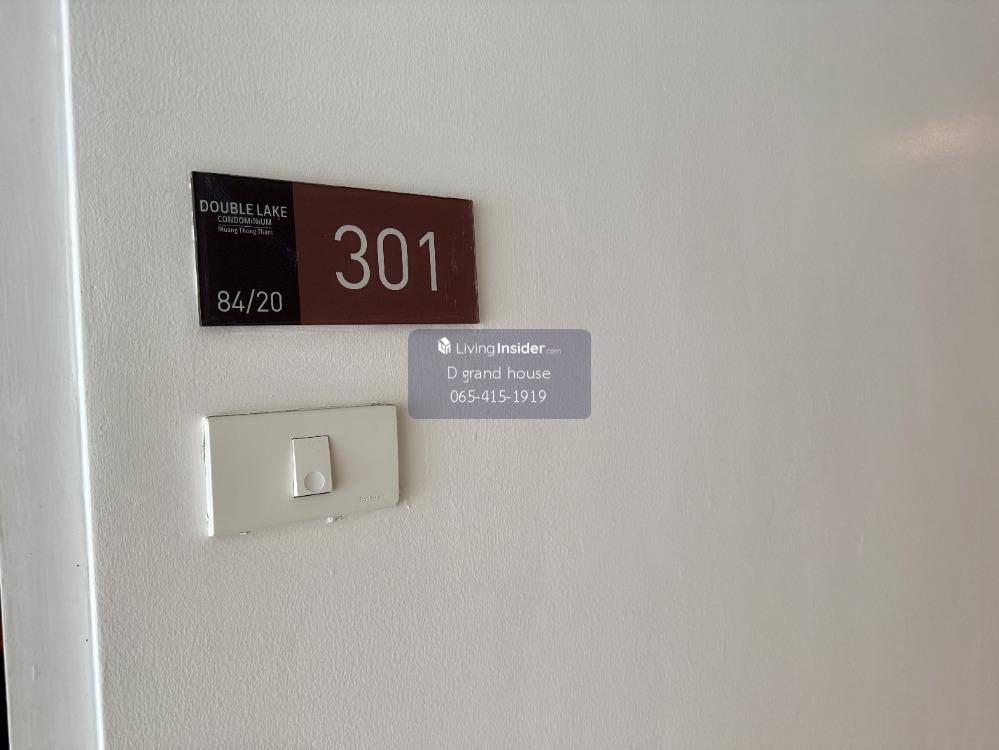 DOUBLE LAKE
CONDOMINIUM
Muang Thong Thani
84/20
301
LivingInsider.com
D grand house
065-415-1919